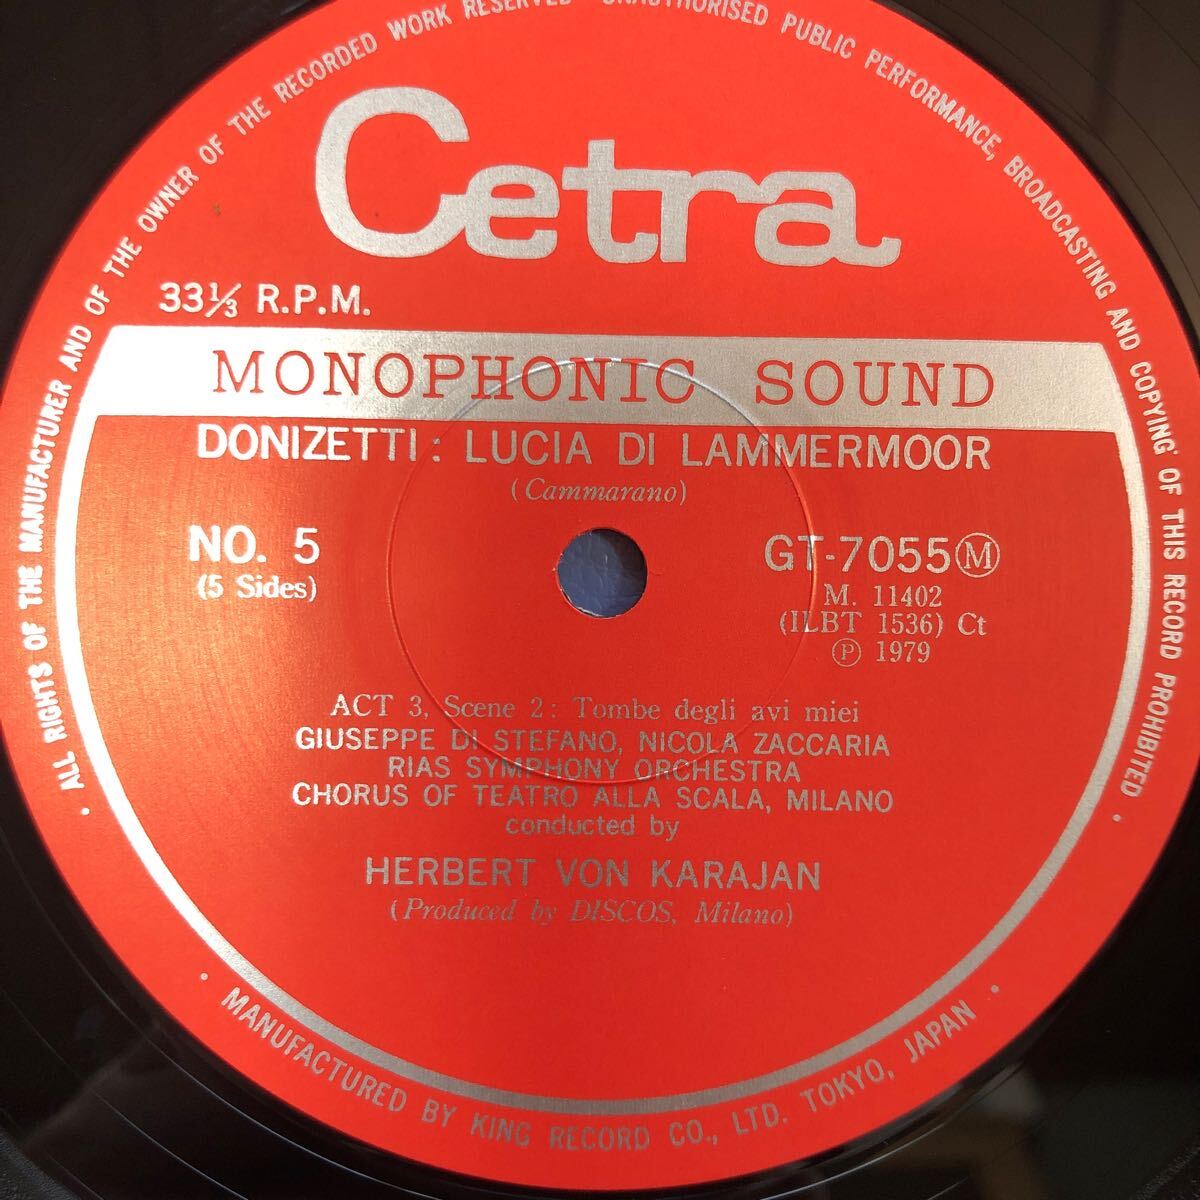 ALL RIGHTS OF THE MANUFACTURER AND OF THE OWNER OF THE RECORDED WORK RESERVED · UNAUTHORISED PUBLIC PERFORMANCE, BROADCASTING AND COPYING OF THIS RECORD PROHIBITED
Cetra
33⅓ R.P.M.
MONOPHONIC SOUND
DONIZETTI: LUCIA DI LAMMERMOOR
(Cammarano)
NO. 5
(5 Sides)
GT-7055 Ⓜ
M. 11402
(ILBT 1536) Ct
Ⓟ 1979
ACT 3, Scene 2: Tombe degli avi miei
GIUSEPPE DI STEFANO, NICOLA ZACCARIA
RIAS SYMPHONY ORCHESTRA
CHORUS OF TEATRO ALLA SCALA, MILANO
conducted by
HERBERT VON KARAJAN
(Produced by DISCOS, Milano)
· MANUFACTURED BY KING RECORD CO., LTD. TOKYO, JAPAN ·